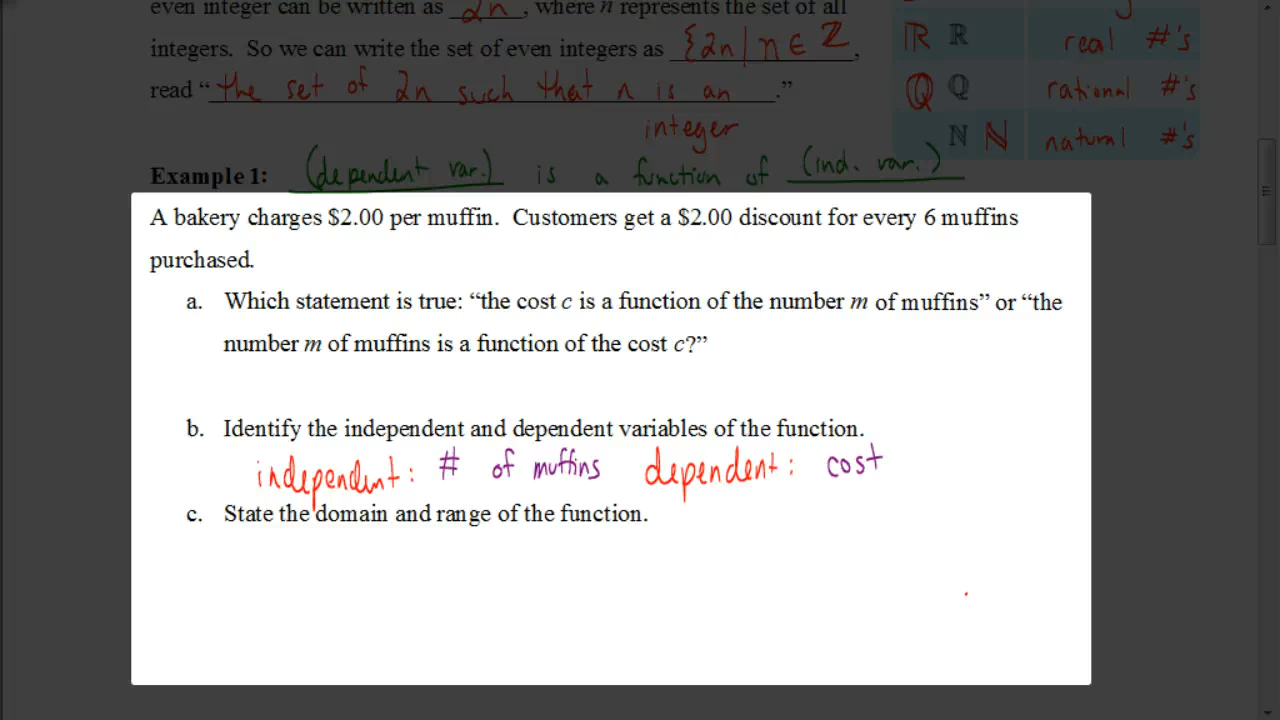 even integer can be written as 2n, where n represents the set of all
integers. So we can write the set of even integers as {2n | n ∈ ℤ,
read “the set of 2n such that n is an
integer.”
ℝ ℝ real #'s
ℚ ℚ rational #'s
ℕ ℕ natural #'s
Example 1: (dependent var.) is a function of (ind. var.)
A bakery charges $2.00 per muffin. Customers get a $2.00 discount for every 6 muffins
purchased.
a. Which statement is true: “the cost c is a function of the number m of muffins” or “the
number m of muffins is a function of the cost c?”
b. Identify the independent and dependent variables of the function.
independent: # of muffins dependent: cost
c. State the domain and range of the function.